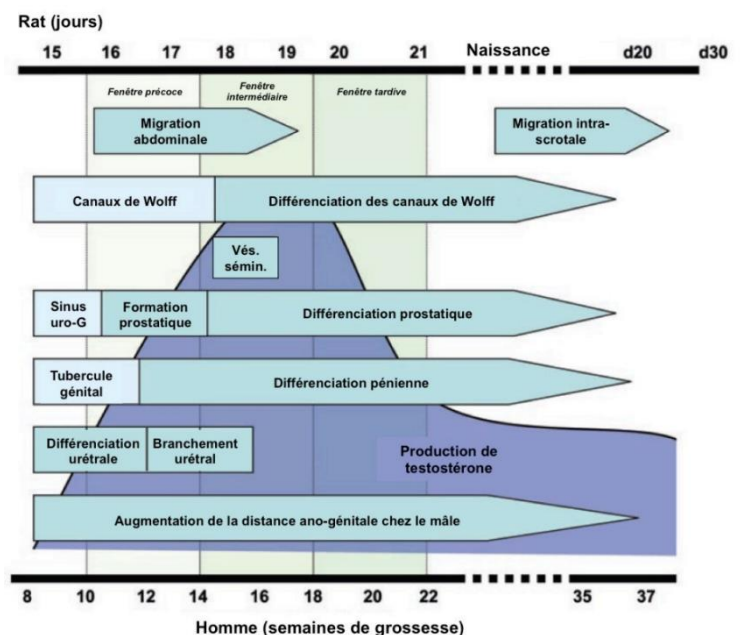 Rat (jours)
15 16 17 18 19 20 21 Naissance d20 d30
Fenêtre précoce
Fenêtre
intermédiaire
Fenêtre tardive
Migration
abdominale
Migration intra-
scrotale
Canaux de Wolff
Différenciation des canaux de Wolff
Vés.
sémin.
Sinus
uro-G
Formation
prostatique
Différenciation prostatique
Tubercule
génital
Différenciation pénienne
Différenciation
urétrale
Branchement
urétral
Production de
testostérone
Augmentation de la distance ano-génitale chez le mâle
8 10 12 14 16 18 20 22 35 37
Homme (semaines de grossesse)